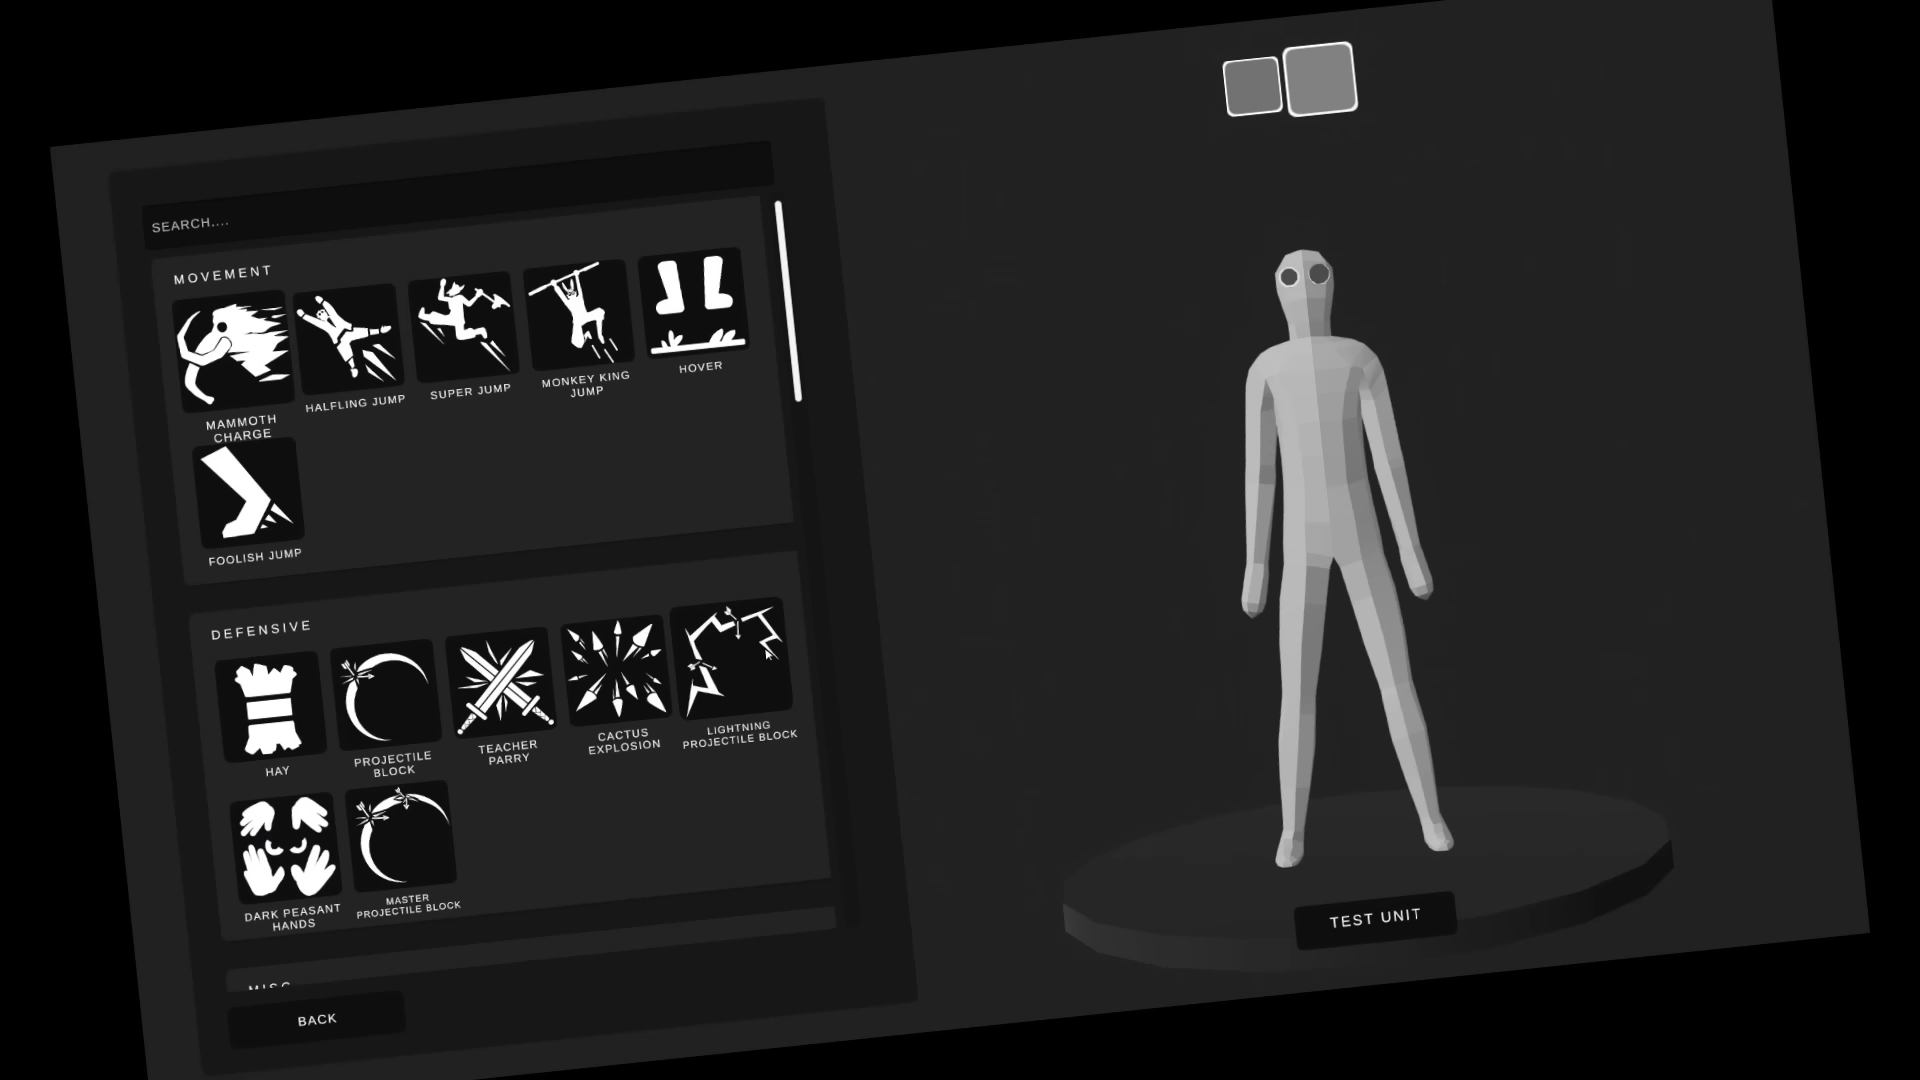 SEARCH....
MOVEMENT
MAMMOTH
CHARGE
HALFLING JUMP
SUPER JUMP
MONKEY KING
JUMP
HOVER
FOOLISH JUMP
DEFENSIVE
HAY
PROJECTILE
BLOCK
TEACHER
PARRY
CACTUS
EXPLOSION
LIGHTNING
PROJECTILE BLOCK
DARK PEASANT
HANDS
MASTER
PROJECTILE BLOCK
MISC
BACK
TEST UNIT